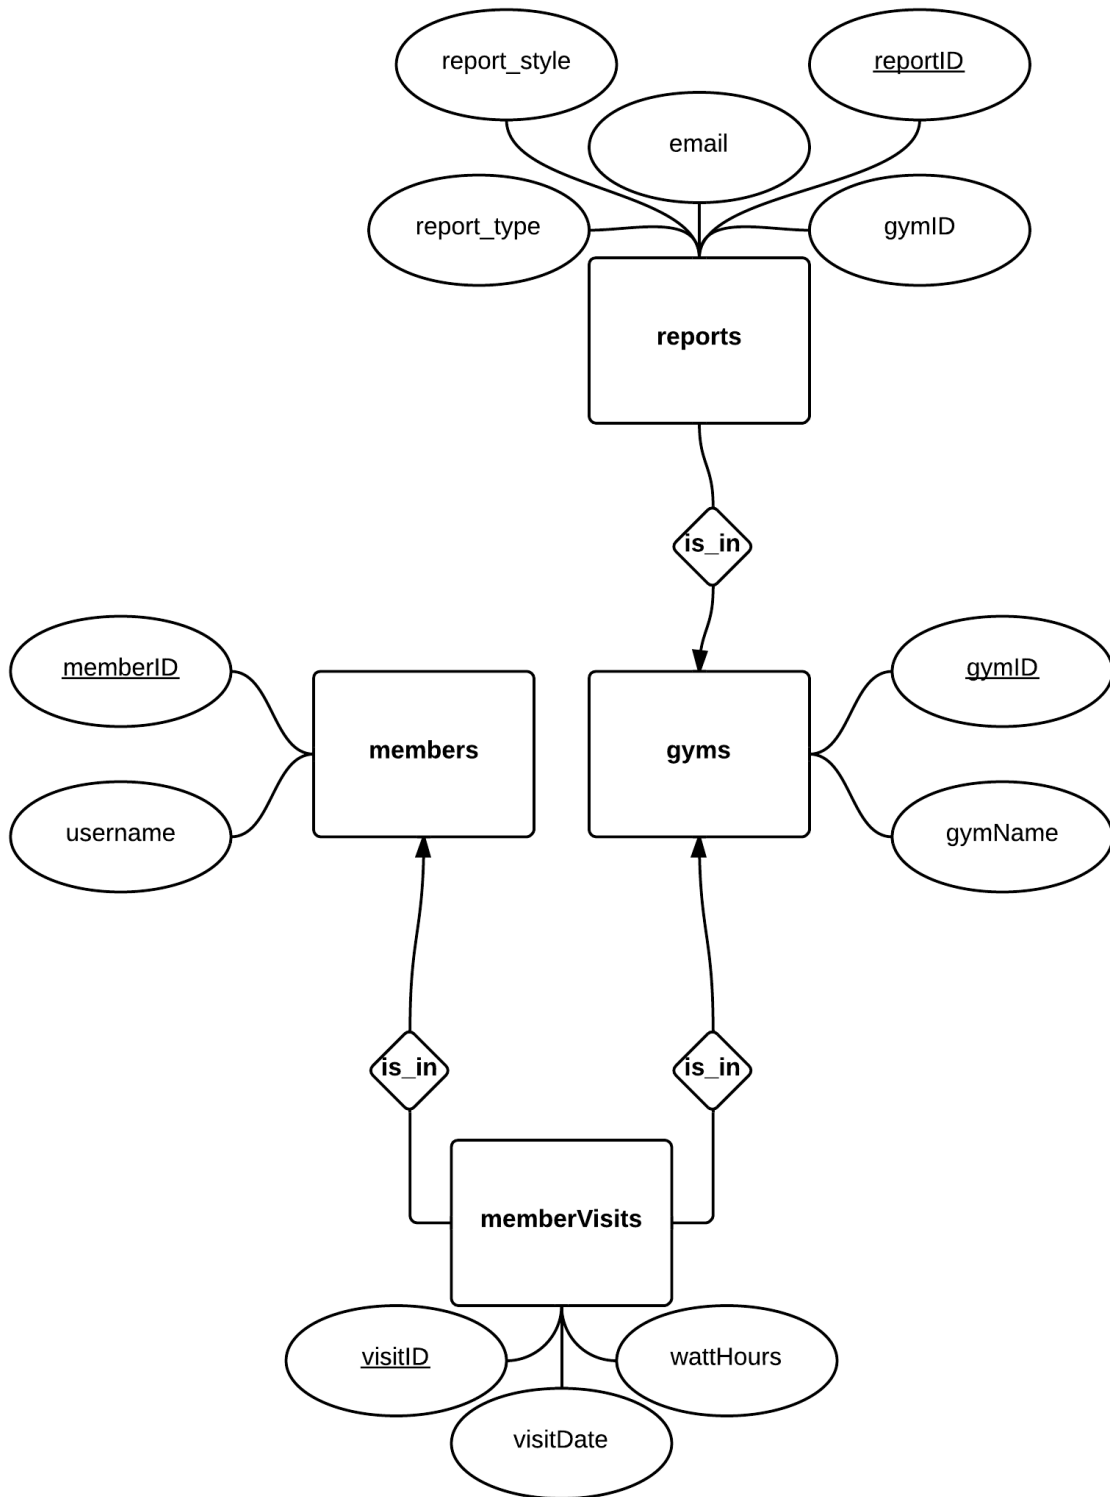 report_style
reportID
email
report_type
gymID
reports
is_in
memberID
gymID
members
gyms
username
gymName
is_in
is_in
memberVisits
visitID
wattHours
visitDate